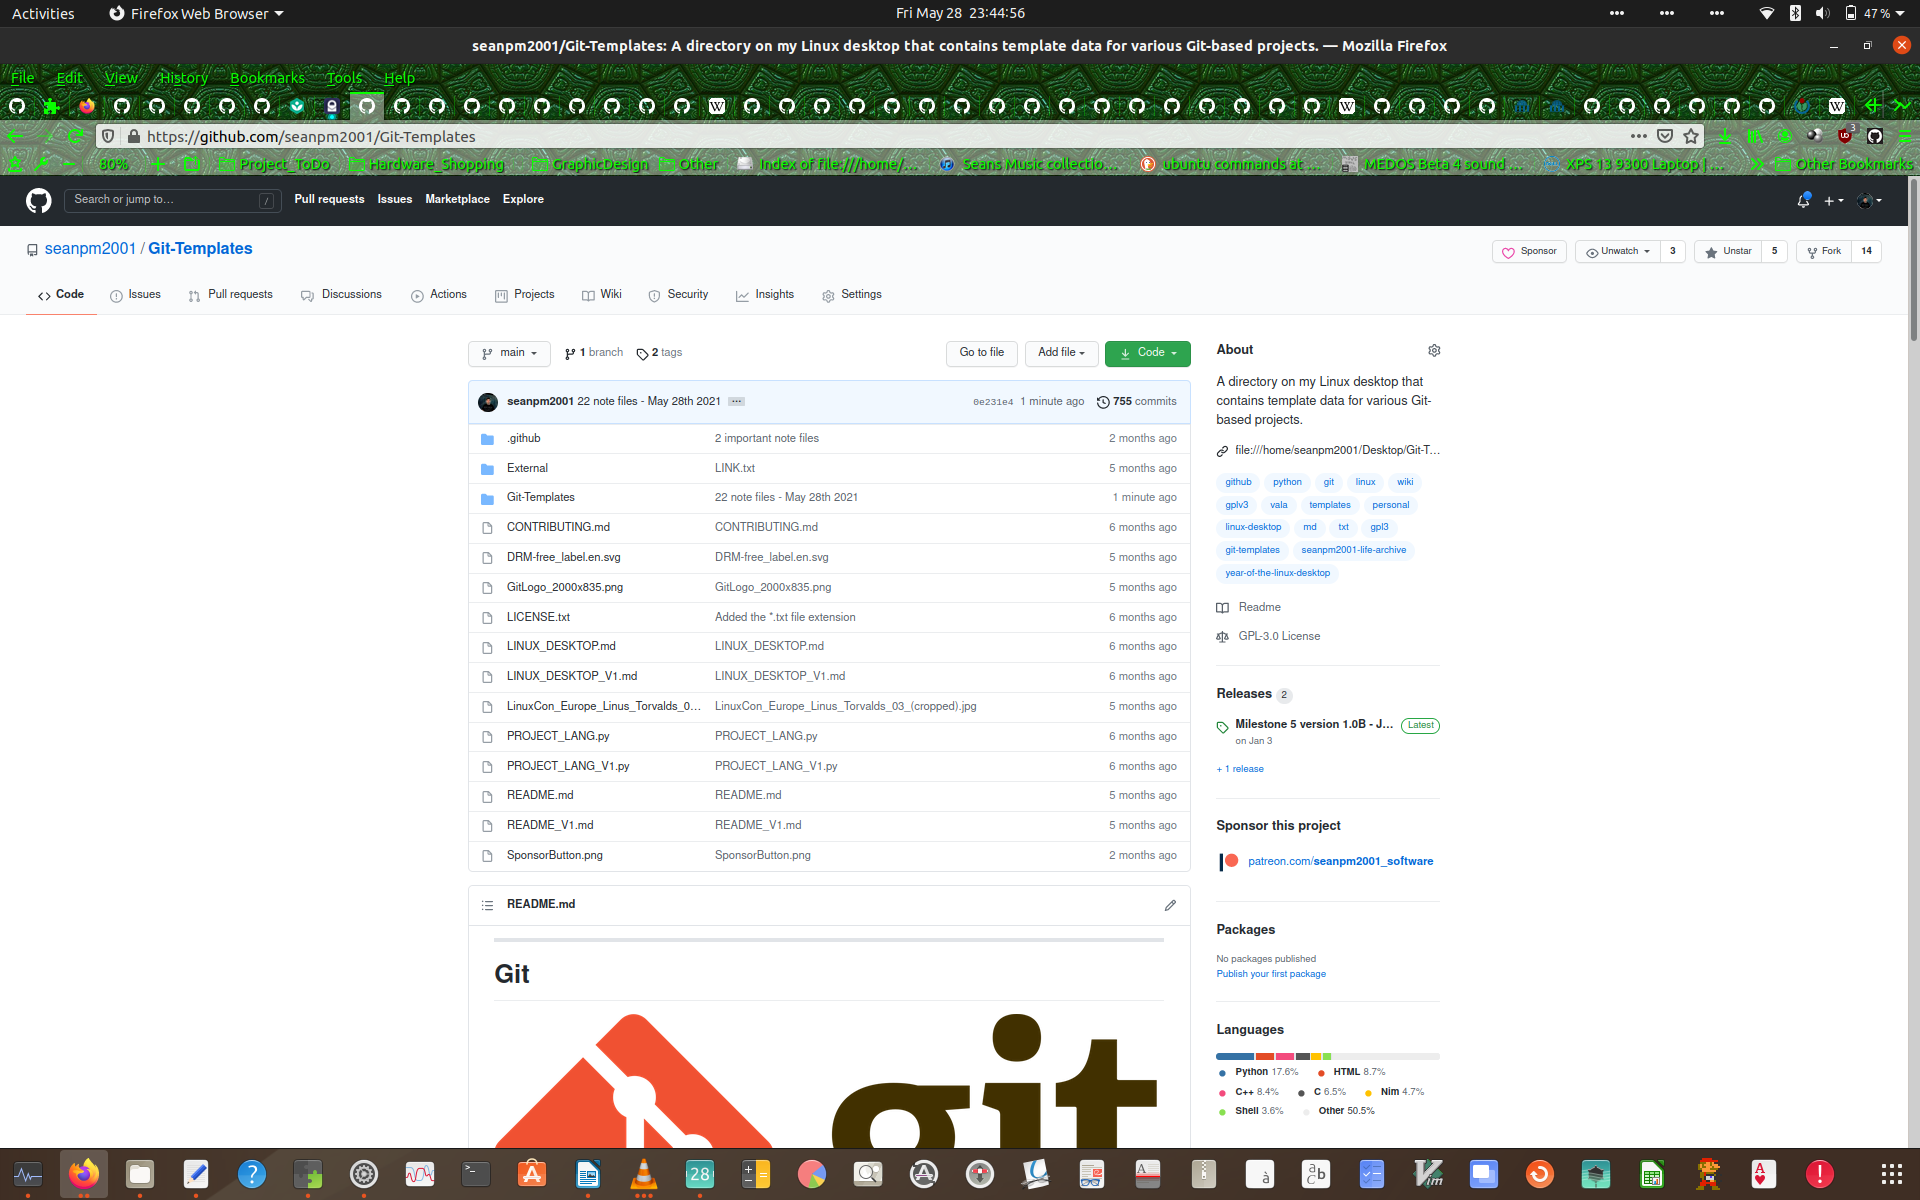 Activities Firefox Web Browser Fri May 28 23:44:56 47 %
seanpm2001/Git-Templates: A directory on my Linux desktop that contains template data for various Git-based projects. — Mozilla Firefox
File Edit View History Bookmarks Tools Help
https://github.com/seanpm2001/Git-Templates 3
80% Project_ToDo Hardware_Shopping GraphicDesign Other Index of file:///home/... Seans Music collectio... ubuntu commands at ... MEDOS Beta 4 sound ... XPS 13 9300 Laptop | ... Other Bookmarks
Search or jump to… / Pull requests Issues Marketplace Explore
seanpm2001 / Git-Templates Sponsor Unwatch 3 Unstar 5 Fork 14
Code Issues Pull requests Discussions Actions Projects Wiki Security Insights Settings
main 1 branch 2 tags Go to file Add file Code
seanpm2001 22 note files - May 28th 2021 ... 0e231e4 1 minute ago 755 commits
.github 2 important note files 2 months ago
External LINK.txt 5 months ago
Git-Templates 22 note files - May 28th 2021 1 minute ago
CONTRIBUTING.md CONTRIBUTING.md 6 months ago
DRM-free_label.en.svg DRM-free_label.en.svg 5 months ago
GitLogo_2000x835.png GitLogo_2000x835.png 5 months ago
LICENSE.txt Added the *.txt file extension 6 months ago
LINUX_DESKTOP.md LINUX_DESKTOP.md 6 months ago
LINUX_DESKTOP_V1.md LINUX_DESKTOP_V1.md 6 months ago
LinuxCon_Europe_Linus_Torvalds_0... LinuxCon_Europe_Linus_Torvalds_03_(cropped).jpg 5 months ago
PROJECT_LANG.py PROJECT_LANG.py 6 months ago
PROJECT_LANG_V1.py PROJECT_LANG_V1.py 6 months ago
README.md README.md 5 months ago
README_V1.md README_V1.md 5 months ago
SponsorButton.png SponsorButton.png 2 months ago
README.md
Git
git
About
A directory on my Linux desktop that
contains template data for various Git-
based projects.
file:///home/seanpm2001/Desktop/Git-T...
github python git linux wiki
gplv3 vala templates personal
linux-desktop md txt gpl3
git-templates seanpm2001-life-archive
year-of-the-linux-desktop
Readme
GPL-3.0 License
Releases 2
Milestone 5 version 1.0B - J... Latest
on Jan 3
+ 1 release
Sponsor this project
patreon.com/seanpm2001_software
Packages
No packages published
Publish your first package
Languages
Python 17.6% HTML 8.7%
C++ 8.4% C 6.5% Nim 4.7%
Shell 3.6% Other 50.5%
28